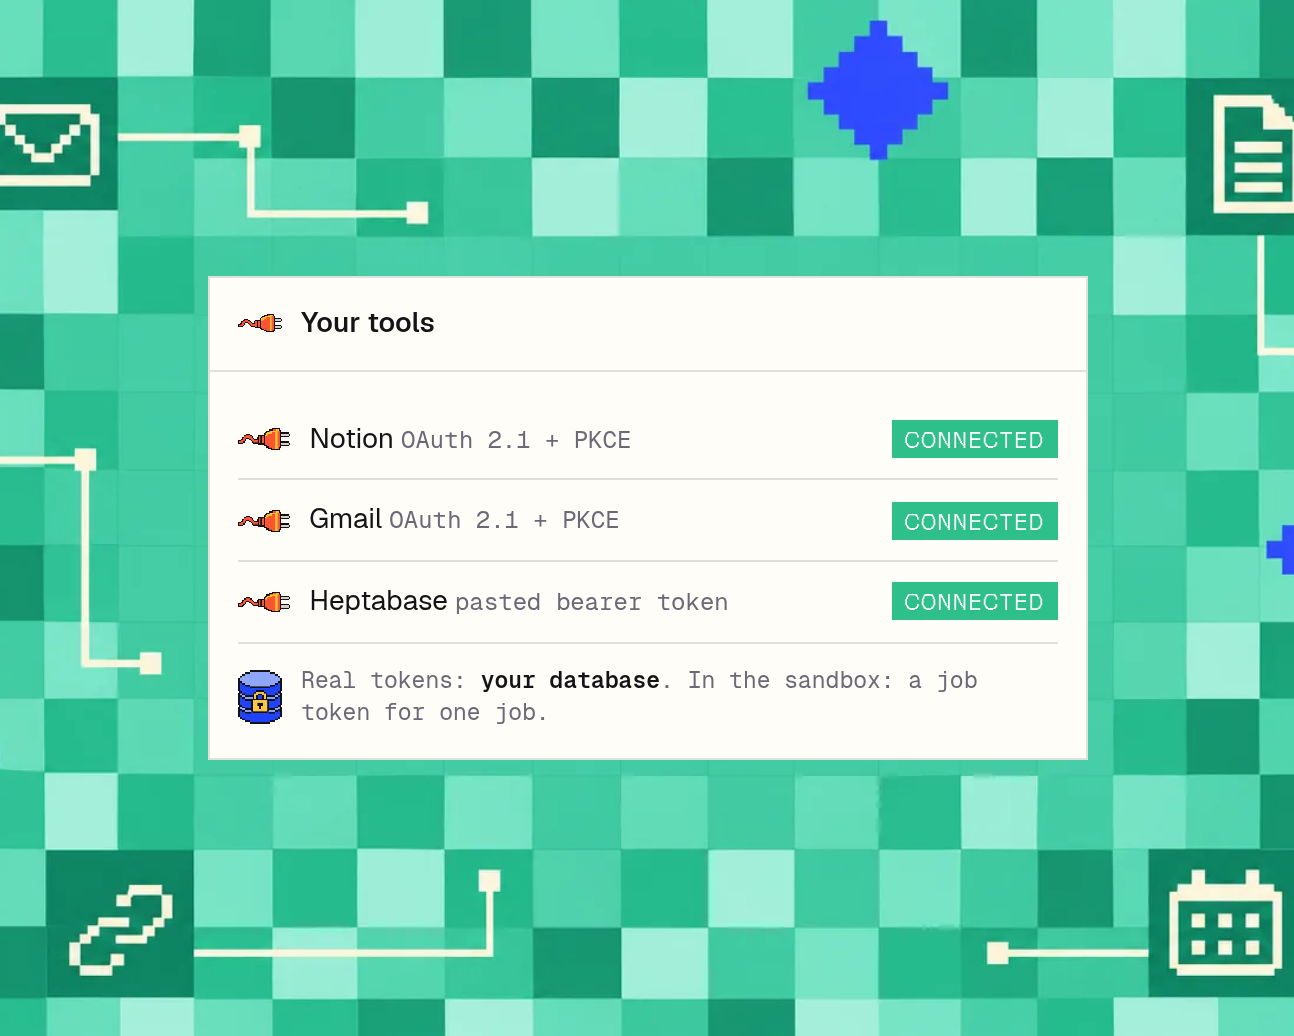 Your tools
Notion OAuth 2.1 + PKCE CONNECTED
Gmail OAuth 2.1 + PKCE CONNECTED
Heptabase pasted bearer token CONNECTED
Real tokens: your database. In the sandbox: a job
token for one job.